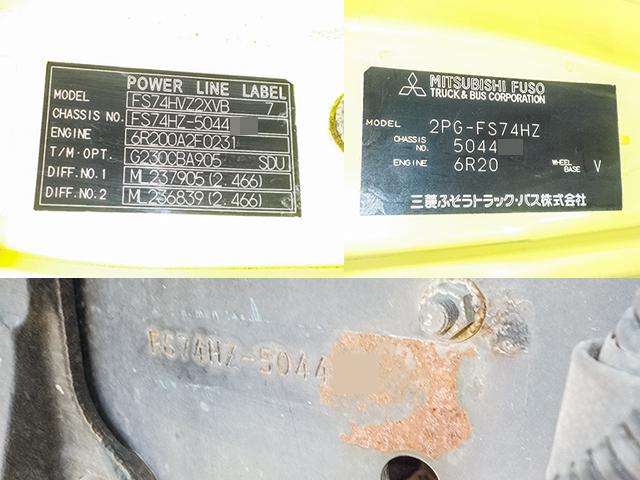 POWER LINE LABEL
MODEL FS74HVZ2XVB 7
CHASSIS NO. FS74HZ-5044
ENGINE 6R200A2F0231
T/M.OPT. G2300BA905 SDU
DIFF.NO.1 ML 237905 (2.466)
DIFF.NO.2 ML 236839 (2.466)
MITSUBISHI FUSO
TRUCK & BUS CORPORATION
MODEL 2PG-FS74HZ
CHASSIS NO. 5044
ENGINE 6R20 WHEEL BASE V
三菱ふそうトラック・バス株式会社
FS74HZ-5044